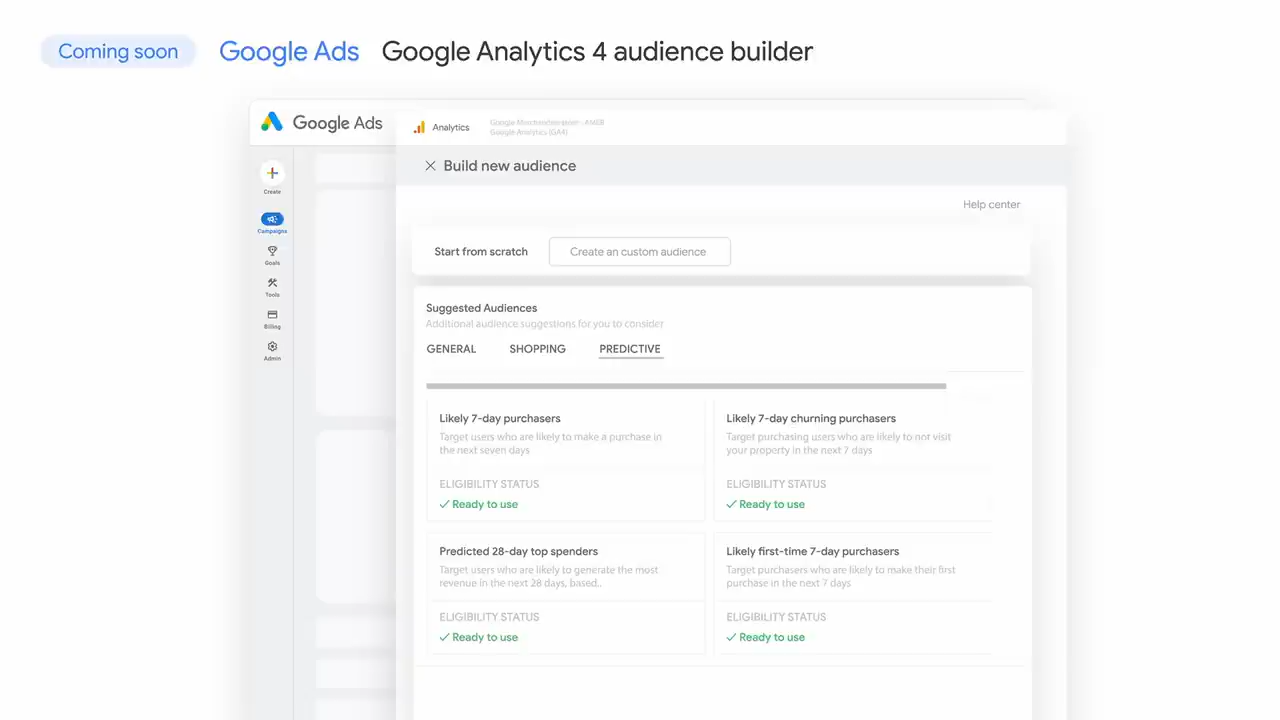 Coming soon
Google Ads
Google Analytics 4 audience builder
Google Ads
Analytics
Google Analytics (GA4)
Create
Campaigns
Goals
Tools
Billing
Admin
Build new audience
Help center
Start from scratch
Create an custom audience
Suggested Audiences
Additional audience suggestions for you to consider
GENERAL
SHOPPING
PREDICTIVE
Likely 7-day purchasers
Target users who are likely to make a purchase in
the next seven days
ELIGIBILITY STATUS
Ready to use
Likely 7-day churning purchasers
Target purchasing users who are likely to not visit
your property in the next 7 days
ELIGIBILITY STATUS
Ready to use
Predicted 28-day top spenders
Target users who are likely to generate the most
revenue in the next 28 days, based..
ELIGIBILITY STATUS
Ready to use
Likely first-time 7-day purchasers
Target purchasers who are likely to make their first
purchase in the next 7 days
ELIGIBILITY STATUS
Ready to use